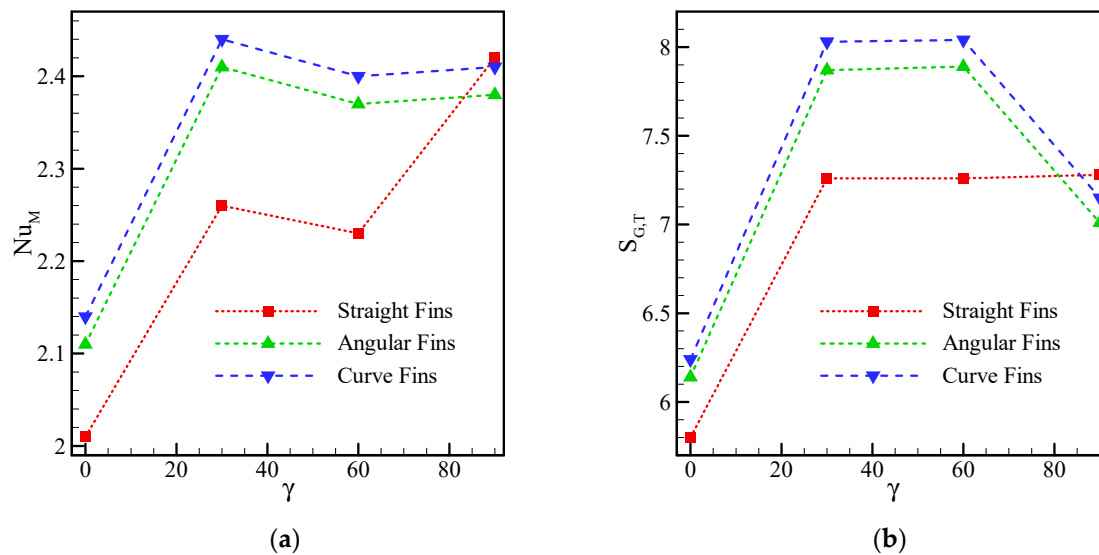 2.4
2.3
2.2
2.1
2
Nu_M
Straight Fins
Angular Fins
Curve Fins
0 20 40 60 80
γ
(a)
8
7.5
7
6.5
6
S_G,T
Straight Fins
Angular Fins
Curve Fins
0 20 40 60 80
γ
(b)